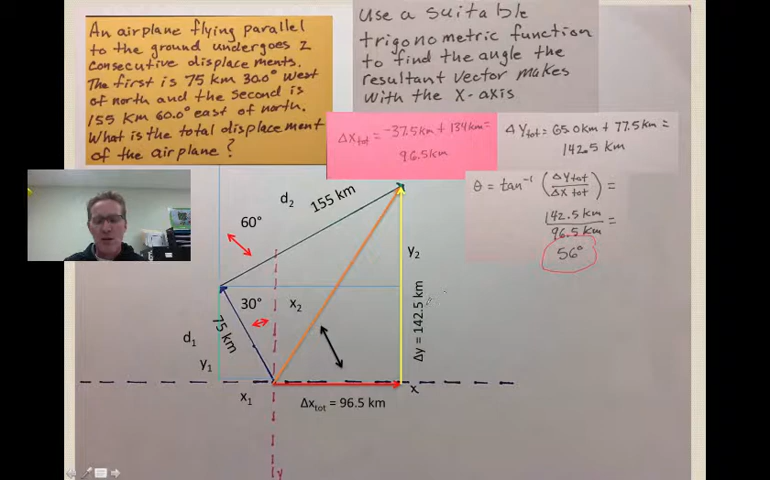 An airplane flying parallel
to the ground undergoes 2
consecutive displacements.
The first is 75 km 30.0° west
of north and the second is
155 km 60.0° east of north.
What is the total displacement
of the airplane?
Use a suitable
trigonometric function
to find the angle the
resultant vector makes
with the x-axis
Δxtot = -37.5km + 134km =
96.5km
ΔYtot = 65.0km + 77.5km =
142.5 km
θ = tan⁻¹ (ΔYtot/ΔXtot) =
142.5 km
96.5 km =
56°
d2
155 km
60°
y2
30°
x2
75 km
Δy = 142.5 km
d1
y1
x1
Δxtot = 96.5 km
x
y